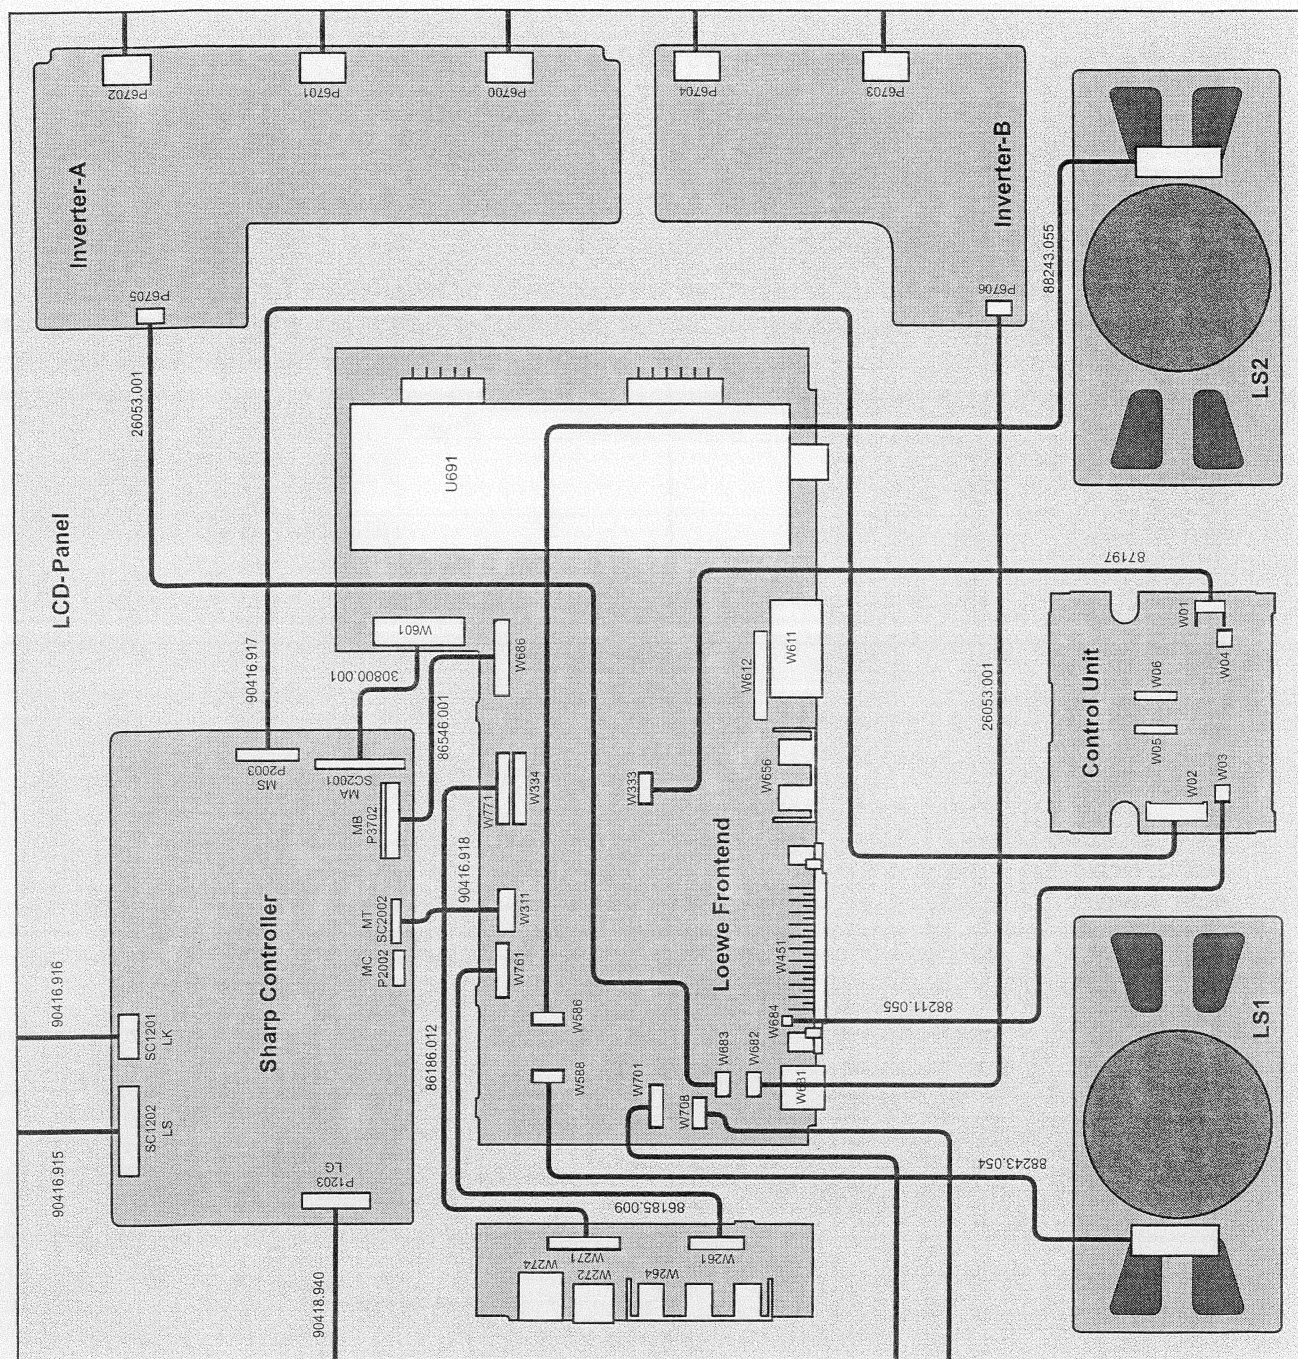 P6702
P6701
P6700
P6704
P6703
Inverter-A
Inverter-B
P6705
P6706
88243.055
LS2
26053.001
U691
LCD-Panel
87197
90416.917
30800.001
W601
W686
86546.001
W612
W611
26053.001
Control Unit
W01
W04
W06
W05
W02
W03
MS
P2003
MA
SC2001
MB
P3702
W771
W334
W333
W656
Sharp Controller
90416.918
MT
SC2002
W311
MC
P2002
W761
Loewe Frontend
W451
90416.916
SC1201
LK
88211.055
W684
W586
W588
W683
W682
W681
W701
W708
86186.012
LS1
SC1202
LS
90416.915
P1203
LG
88243.054
86185.009
W271
W274
W272
W264
W261
90418.940